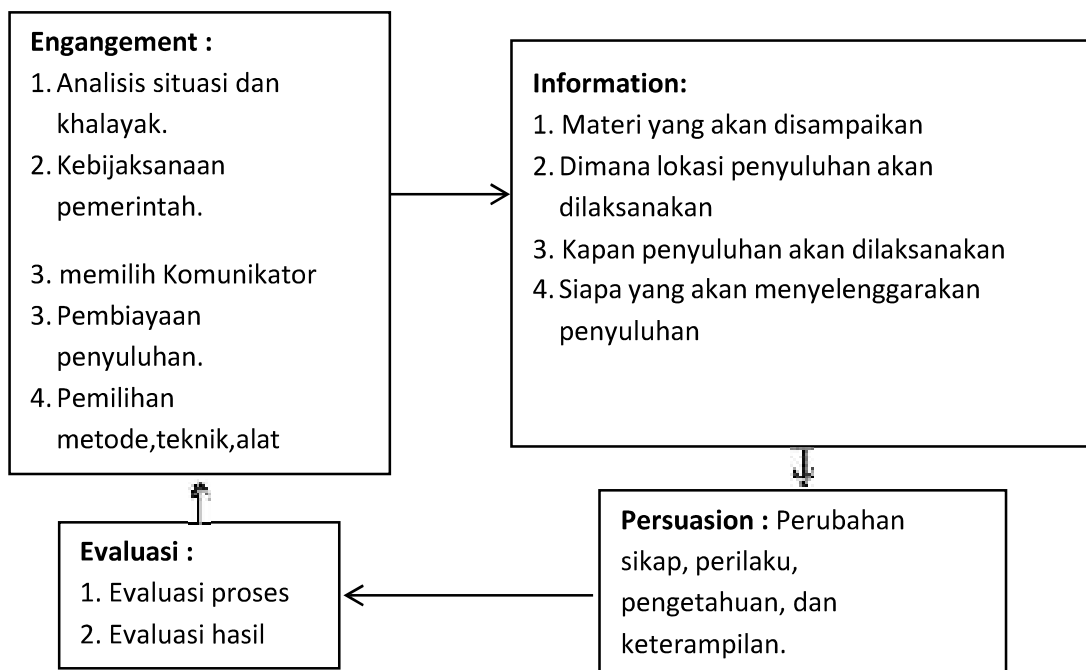 Engangement :
1. Analisis situasi dan
khalayak.
2. Kebijaksanaan
pemerintah.
3. memilih Komunikator
3. Pembiayaan
penyuluhan.
4. Pemilihan
metode,teknik,alat
Information:
1. Materi yang akan disampaikan
2. Dimana lokasi penyuluhan akan
dilaksanakan
3. Kapan penyuluhan akan dilaksanakan
4. Siapa yang akan menyelenggarakan
penyuluhan
Persuasion : Perubahan
sikap, perilaku,
pengetahuan, dan
keterampilan.
Evaluasi :
1. Evaluasi proses
2. Evaluasi hasil